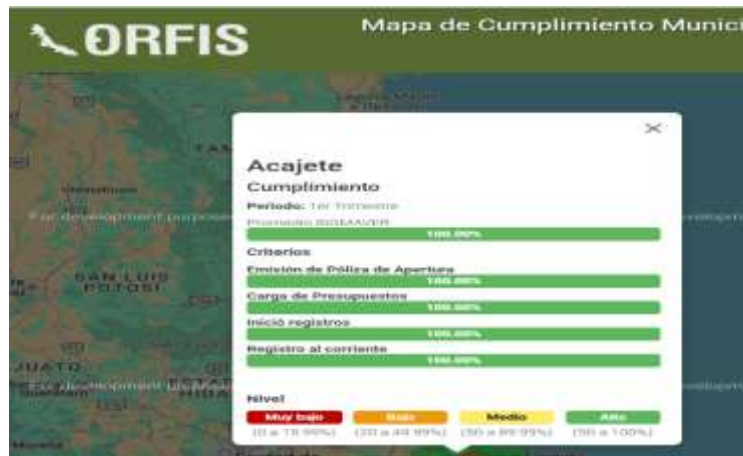 ORFIS
Mapa de Cumplimiento Munici
Acajete
Cumplimiento
Periodo: 1er Trimestre
Promedio SIGMAVER
100.00%
Criterios
Emisión de Póliza de Apertura
100.00%
Carga de Presupuestos
100.00%
Inició registros
100.00%
Registro al corriente
100.00%
Nivel
Muy bajo Bajo Medio Alto
(0 a 19.99%) (20 a 49.99%) (50 a 89.99%) (90 a 100%)
For development purpose
SAN LUIS
POTOSÍ